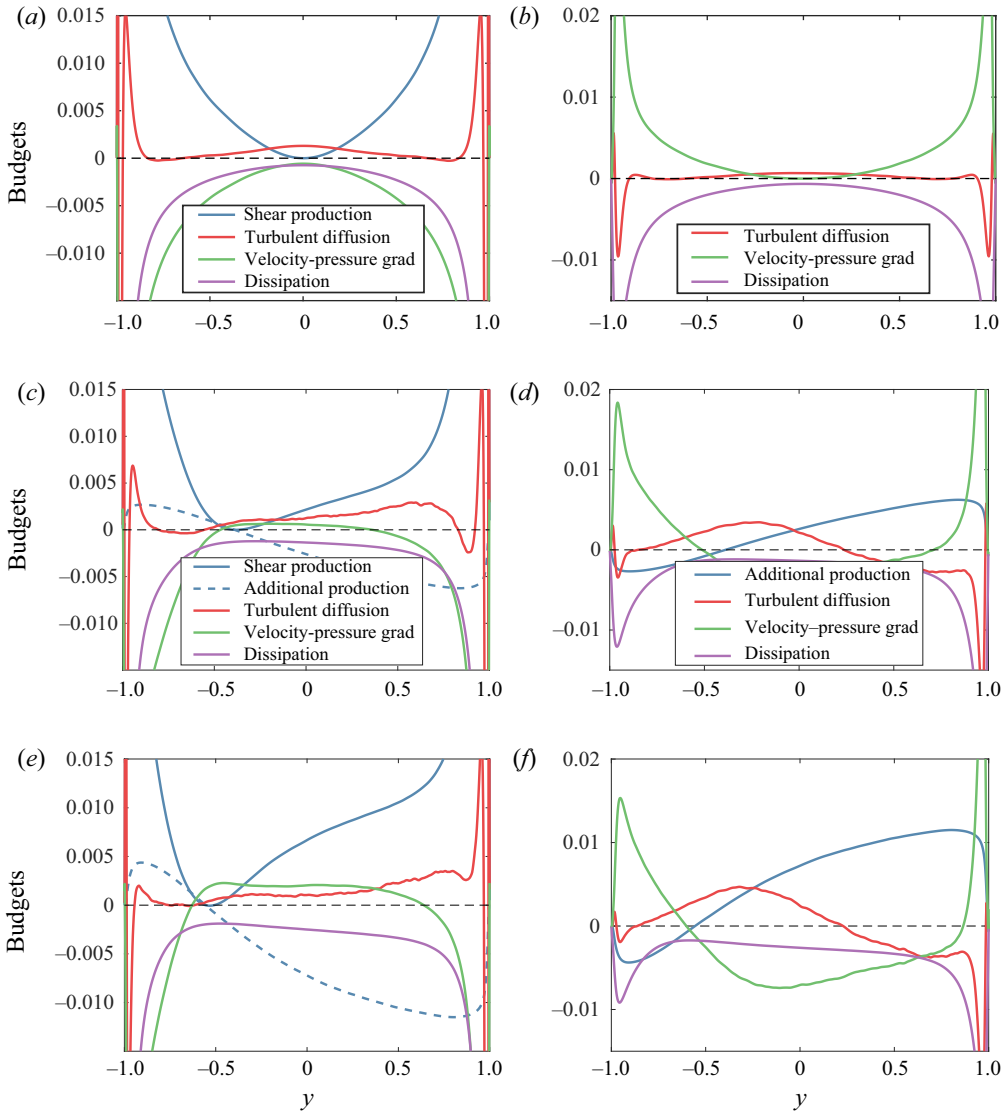 (a)
0.015
0.010
0.005
0
–0.005
–0.010
Budgets
Shear production
Turbulent diffusion
Velocity-pressure grad
Dissipation
–1.0 –0.5 0 0.5 1.0
y
(b)
0.02
0.01
0
–0.01
Turbulent diffusion
Velocity-pressure grad
Dissipation
–1.0 –0.5 0 0.5 1.0
y
(c)
0.015
0.010
0.005
0
–0.005
–0.010
Budgets
Shear production
Additional production
Turbulent diffusion
Velocity-pressure grad
Dissipation
–1.0 –0.5 0 0.5 1.0
(d)
0.02
0.01
0
–0.01
Additional production
Turbulent diffusion
Velocity–pressure grad
Dissipation
–1.0 –0.5 0 0.5 1.0
(e)
0.015
0.010
0.005
0
–0.005
–0.010
Budgets
–1.0 –0.5 0 0.5 1.0
y
(f)
0.02
0.01
0
–0.01
–1.0 –0.5 0 0.5 1.0
y